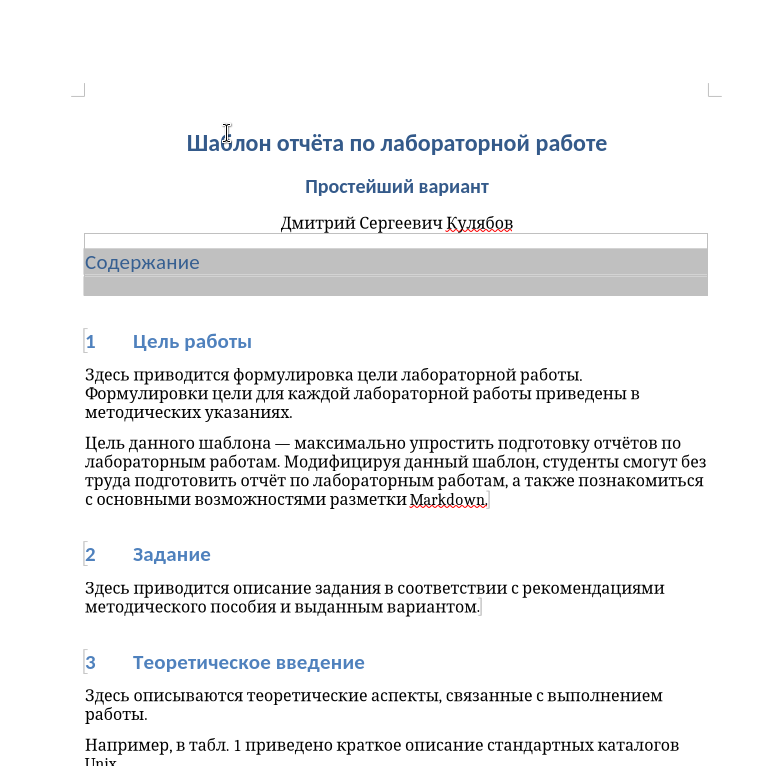 Шаблон отчёта по лабораторной работе
Простейший вариант
Дмитрий Сергеевич Кулябов
Содержание
1 Цель работы
Здесь приводится формулировка цели лабораторной работы.
Формулировки цели для каждой лабораторной работы приведены в
методических указаниях.
Цель данного шаблона — максимально упростить подготовку отчётов по
лабораторным работам. Модифицируя данный шаблон, студенты смогут без
труда подготовить отчёт по лабораторным работам, а также познакомиться
с основными возможностями разметки Markdown.
2 Задание
Здесь приводится описание задания в соответствии с рекомендациями
методического пособия и выданным вариантом.
3 Теоретическое введение
Здесь описываются теоретические аспекты, связанные с выполнением
работы.
Например, в табл. 1 приведено краткое описание стандартных каталогов
Unix.